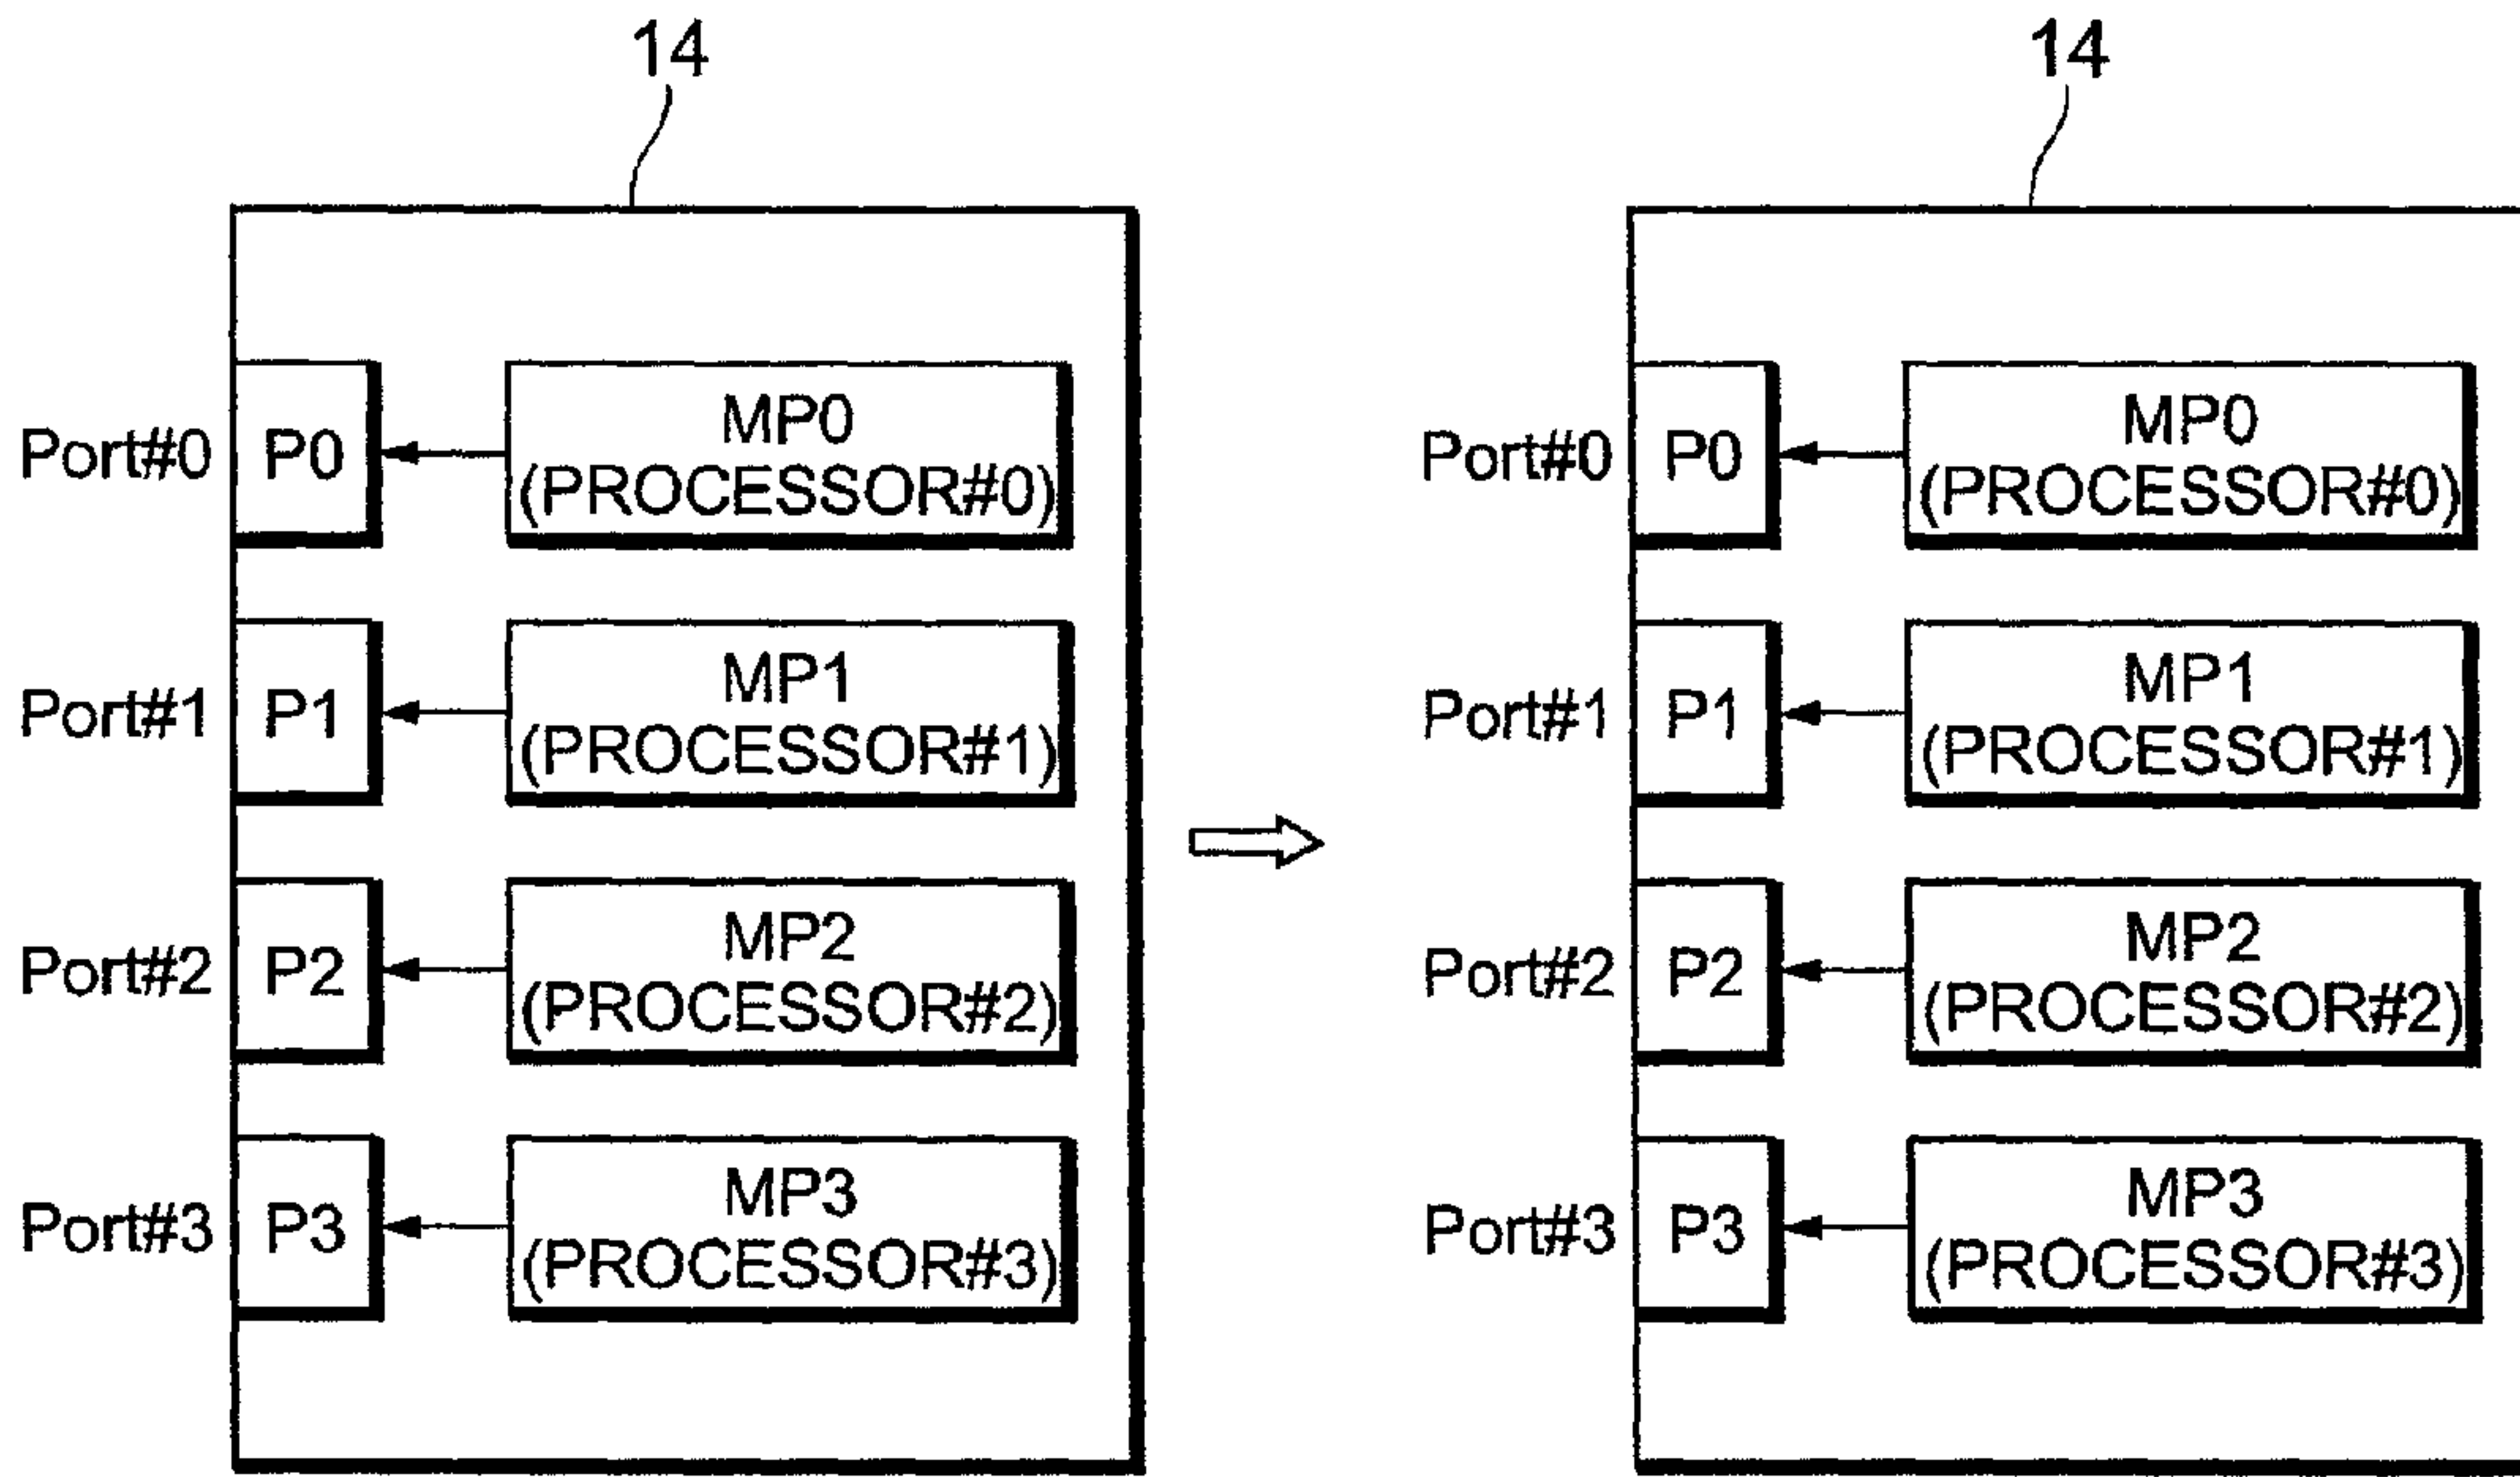 14
Port#0
P0
MP0
(PROCESSOR#0)
Port#1
P1
MP1
(PROCESSOR#1)
Port#2
P2
MP2
(PROCESSOR#2)
Port#3
P3
MP3
(PROCESSOR#3)
14
Port#0
P0
MP0
(PROCESSOR#0)
Port#1
P1
MP1
(PROCESSOR#1)
Port#2
P2
MP2
(PROCESSOR#2)
Port#3
P3
MP3
(PROCESSOR#3)